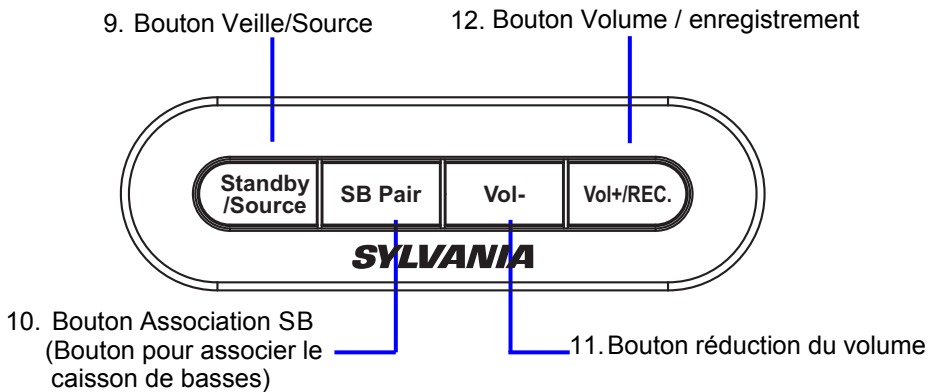 9. Bouton Veille/Source
12. Bouton Volume / enregistrement
Standby
/Source
SB Pair
Vol-
Vol+/REC.
SYLVANIA
10. Bouton Association SB
(Bouton pour associer le
caisson de basses)
11. Bouton réduction du volume